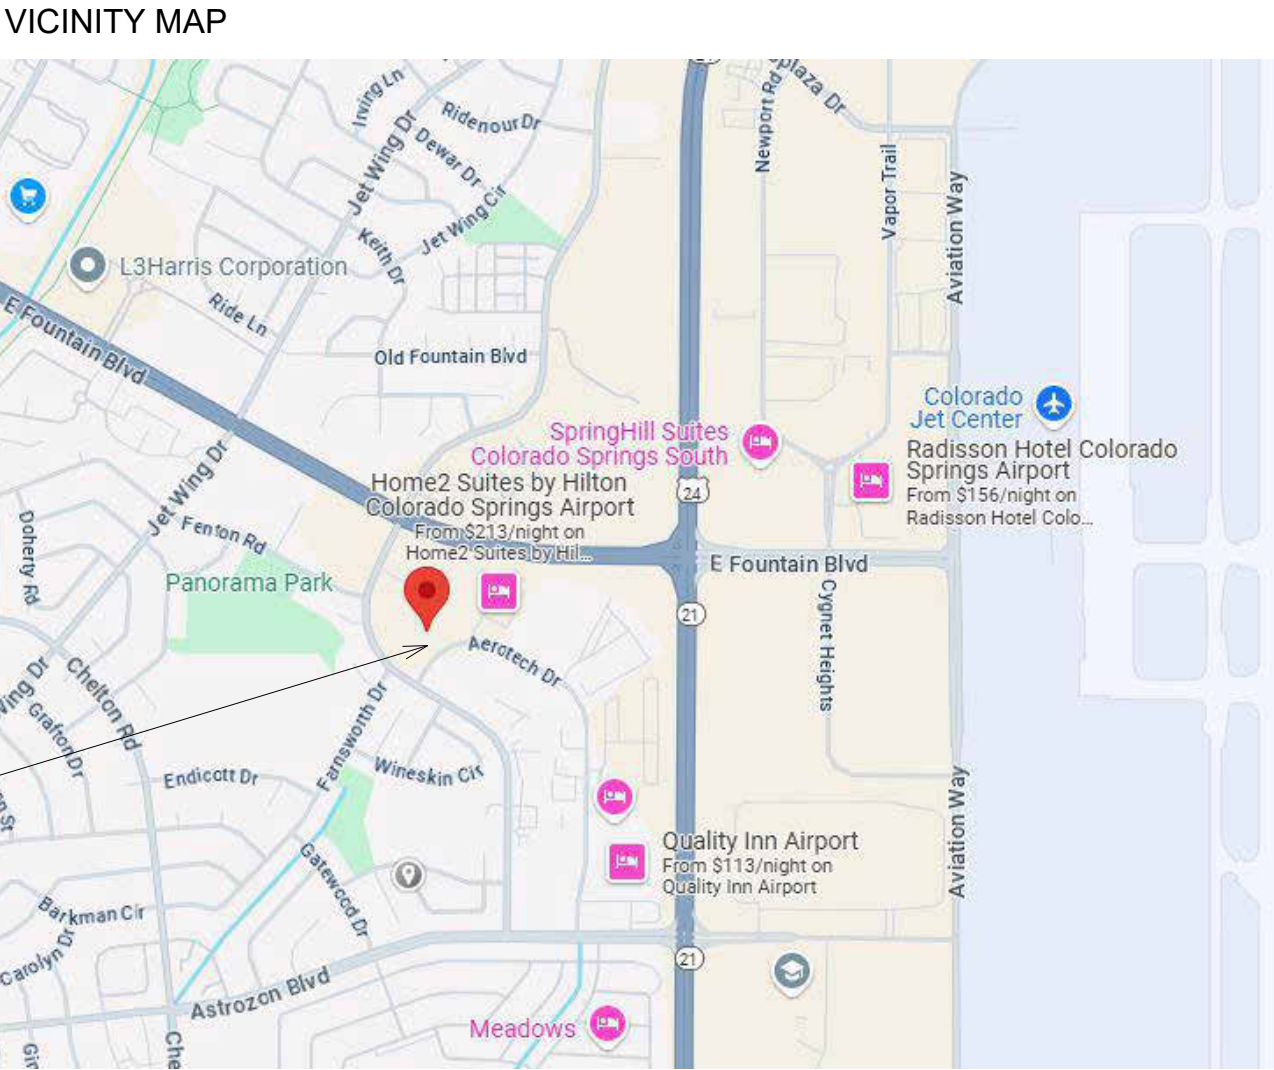 VICINITY MAP
plaza Dr
Irving Ln
Ridenour Dr
Newport Rd
Jet Wing Dr
Dewar Dr
Vapor Trail
Aviation Way
Jet Wing Cir
Keith Dr
L3Harris Corporation
Ride Ln
E Fountain Blvd
Old Fountain Blvd
Colorado
Jet Center
SpringHill Suites
Colorado Springs South
Radisson Hotel Colorado
Springs Airport
From $156/night on
Radisson Hotel Colo...
Home2 Suites by Hilton
Colorado Springs Airport
From $213/night on
Home2 Suites by Hil...
24
Jet Wing Dr
Fenton Rd
Doherty Rd
E Fountain Blvd
Panorama Park
21
Cygnet Heights
Aerotech Dr
Wing Dr
Chelton Rd
Grafton Dr
Farnsworth Dr
Endicott Dr
Wineskin Cir
Aviation Way
Quality Inn Airport
From $113/night on
Quality Inn Airport
Gatewood Dr
Barkman Cir
Carolyn Dr
21
Astrozon Blvd
Meadows
Che
Gir